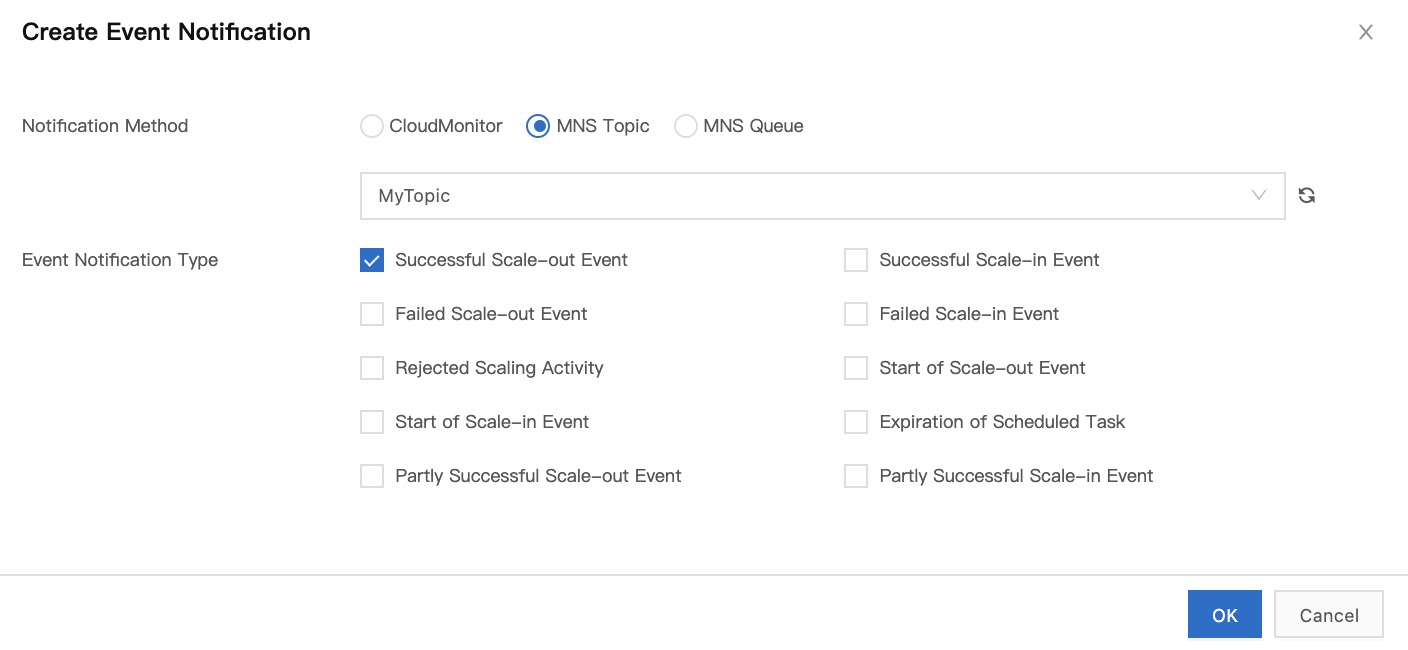 Create Event Notification
Notification Method
CloudMonitor MNS Topic MNS Queue
MyTopic
Event Notification Type
Successful Scale-out Event Successful Scale-in Event
Failed Scale-out Event Failed Scale-in Event
Rejected Scaling Activity Start of Scale-out Event
Start of Scale-in Event Expiration of Scheduled Task
Partly Successful Scale-out Event Partly Successful Scale-in Event
OK Cancel